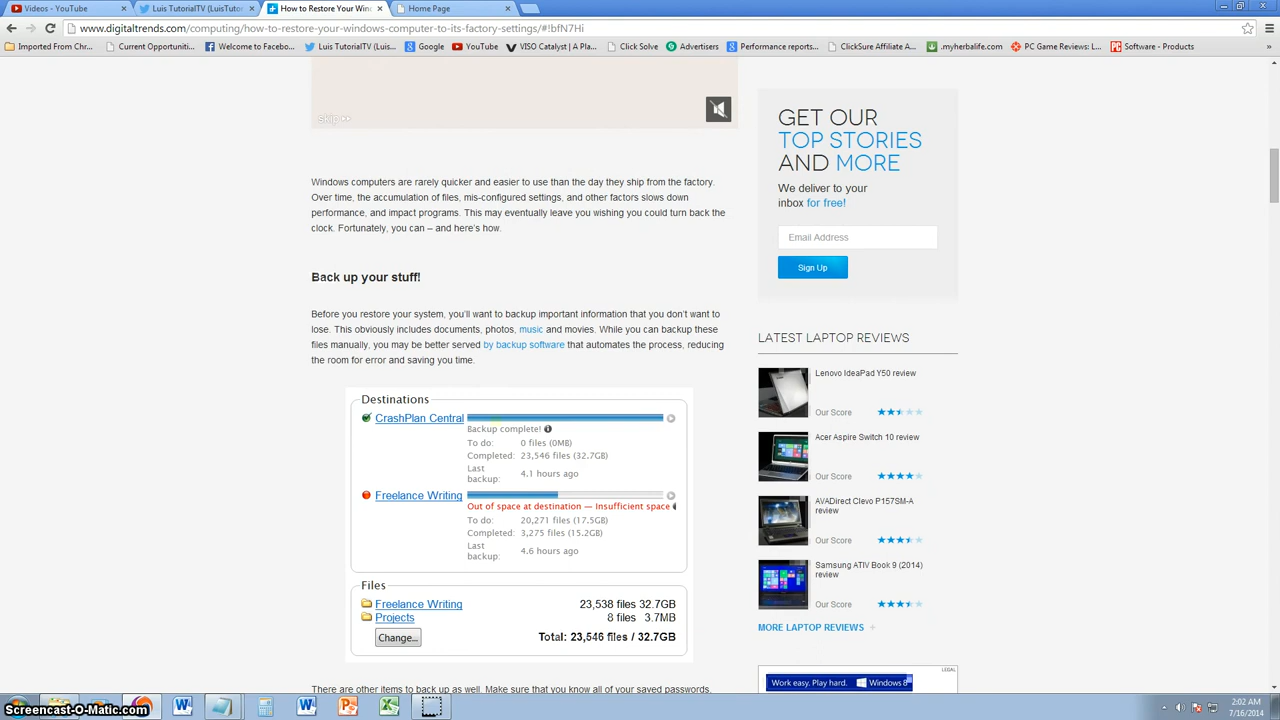 Videos - YouTube
Luis TutorialTV (LuisTutor
How to Restore Your Wind
Home Page
www.digitaltrends.com/computing/how-to-restore-your-windows-computer-to-its-factory-settings/#!bfN7Hi
Imported From Chr...
Current Opportuniti...
Welcome to Facebo...
Luis TutorialTV (Luis...
Google
YouTube
VISO Catalyst | A Pla...
Click Solve
Advertisers
Performance reports...
ClickSure Affiliate A...
.myherbalife.com
PC Game Reviews: L...
Software - Products
skip
Windows computers are rarely quicker and easier to use than the day they ship from the factory.
Over time, the accumulation of files, mis-configured settings, and other factors slows down
performance, and impact programs. This may eventually leave you wishing you could turn back the
clock. Fortunately, you can – and here's how.
Back up your stuff!
Before you restore your system, you'll want to backup important information that you don't want to
lose. This obviously includes documents, photos, music and movies. While you can backup these
files manually, you may be better served by backup software that automates the process, reducing
the room for error and saving you time.
Destinations
CrashPlan Central
Backup complete!
To do: 0 files (0MB)
Completed: 23,546 files (32.7GB)
Last
backup: 4.1 hours ago
Freelance Writing
Out of space at destination — Insufficient space
To do: 20,271 files (17.5GB)
Completed: 3,275 files (15.2GB)
Last
backup: 4.6 hours ago
Files
Freelance Writing 23,538 files 32.7GB
Projects 8 files 3.7MB
Change... Total: 23,546 files / 32.7GB
There are other items to back up as well. Make sure that you know all of your saved passwords,
GET OUR
TOP STORIES
AND MORE
We deliver to your
inbox for free!
Email Address
Sign Up
LATEST LAPTOP REVIEWS
Lenovo IdeaPad Y50 review
Our Score
Acer Aspire Switch 10 review
Our Score
AVADirect Clevo P157SM-A
review
Our Score
Samsung ATIV Book 9 (2014)
review
Our Score
MORE LAPTOP REVIEWS +
LEGAL
Work easy. Play hard. Windows 8
Screencast-O-Matic.com
2:02 AM
7/16/2014